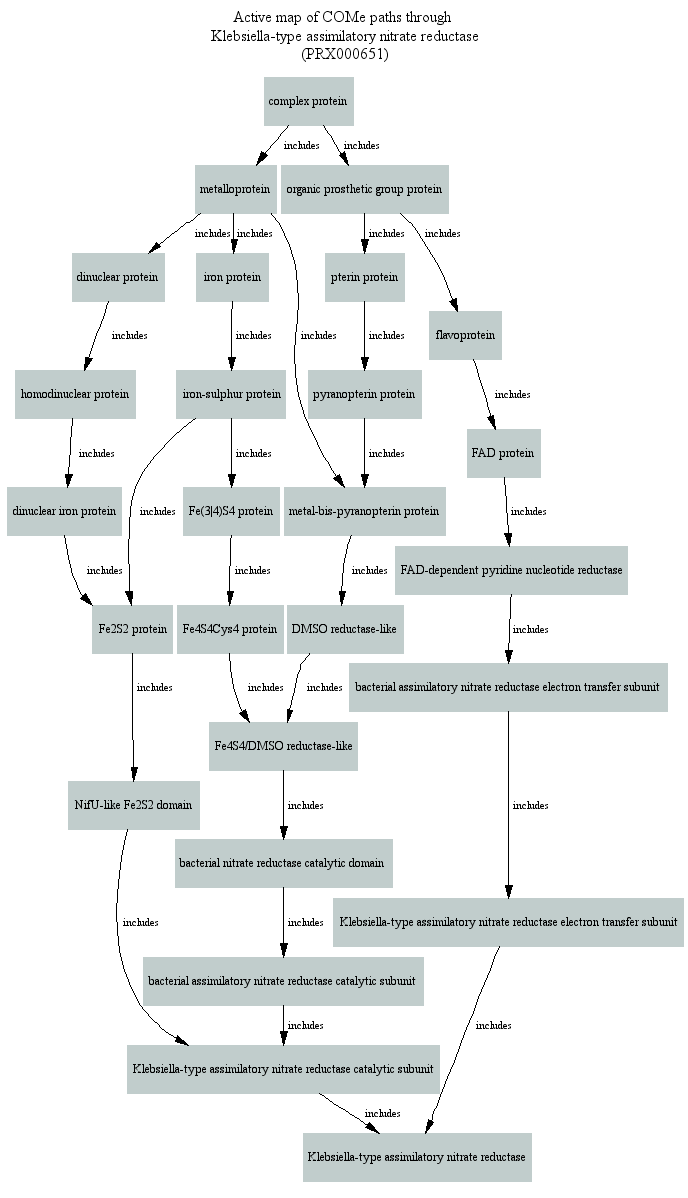 Active map of COMe paths through
Klebsiella-type assimilatory nitrate reductase
(PRX000651)
complex protein
includes
includes
metalloprotein
organic prosthetic group protein
includes
includes
includes
includes
dinuclear protein
iron protein
pterin protein
flavoprotein
includes
includes
includes
includes
homodinuclear protein
iron-sulphur protein
pyranopterin protein
includes
includes
includes
includes
FAD protein
dinuclear iron protein
includes
Fe(3|4)S4 protein
metal-bis-pyranopterin protein
includes
includes
includes
includes
FAD-dependent pyridine nucleotide reductase
Fe2S2 protein
Fe4S4Cys4 protein
DMSO reductase-like
includes
includes
includes
includes
bacterial assimilatory nitrate reductase electron transfer subunit
Fe4S4/DMSO reductase-like
NifU-like Fe2S2 domain
includes
includes
bacterial nitrate reductase catalytic domain
includes
includes
Klebsiella-type assimilatory nitrate reductase electron transfer subunit
bacterial assimilatory nitrate reductase catalytic subunit
includes
includes
Klebsiella-type assimilatory nitrate reductase catalytic subunit
includes
Klebsiella-type assimilatory nitrate reductase